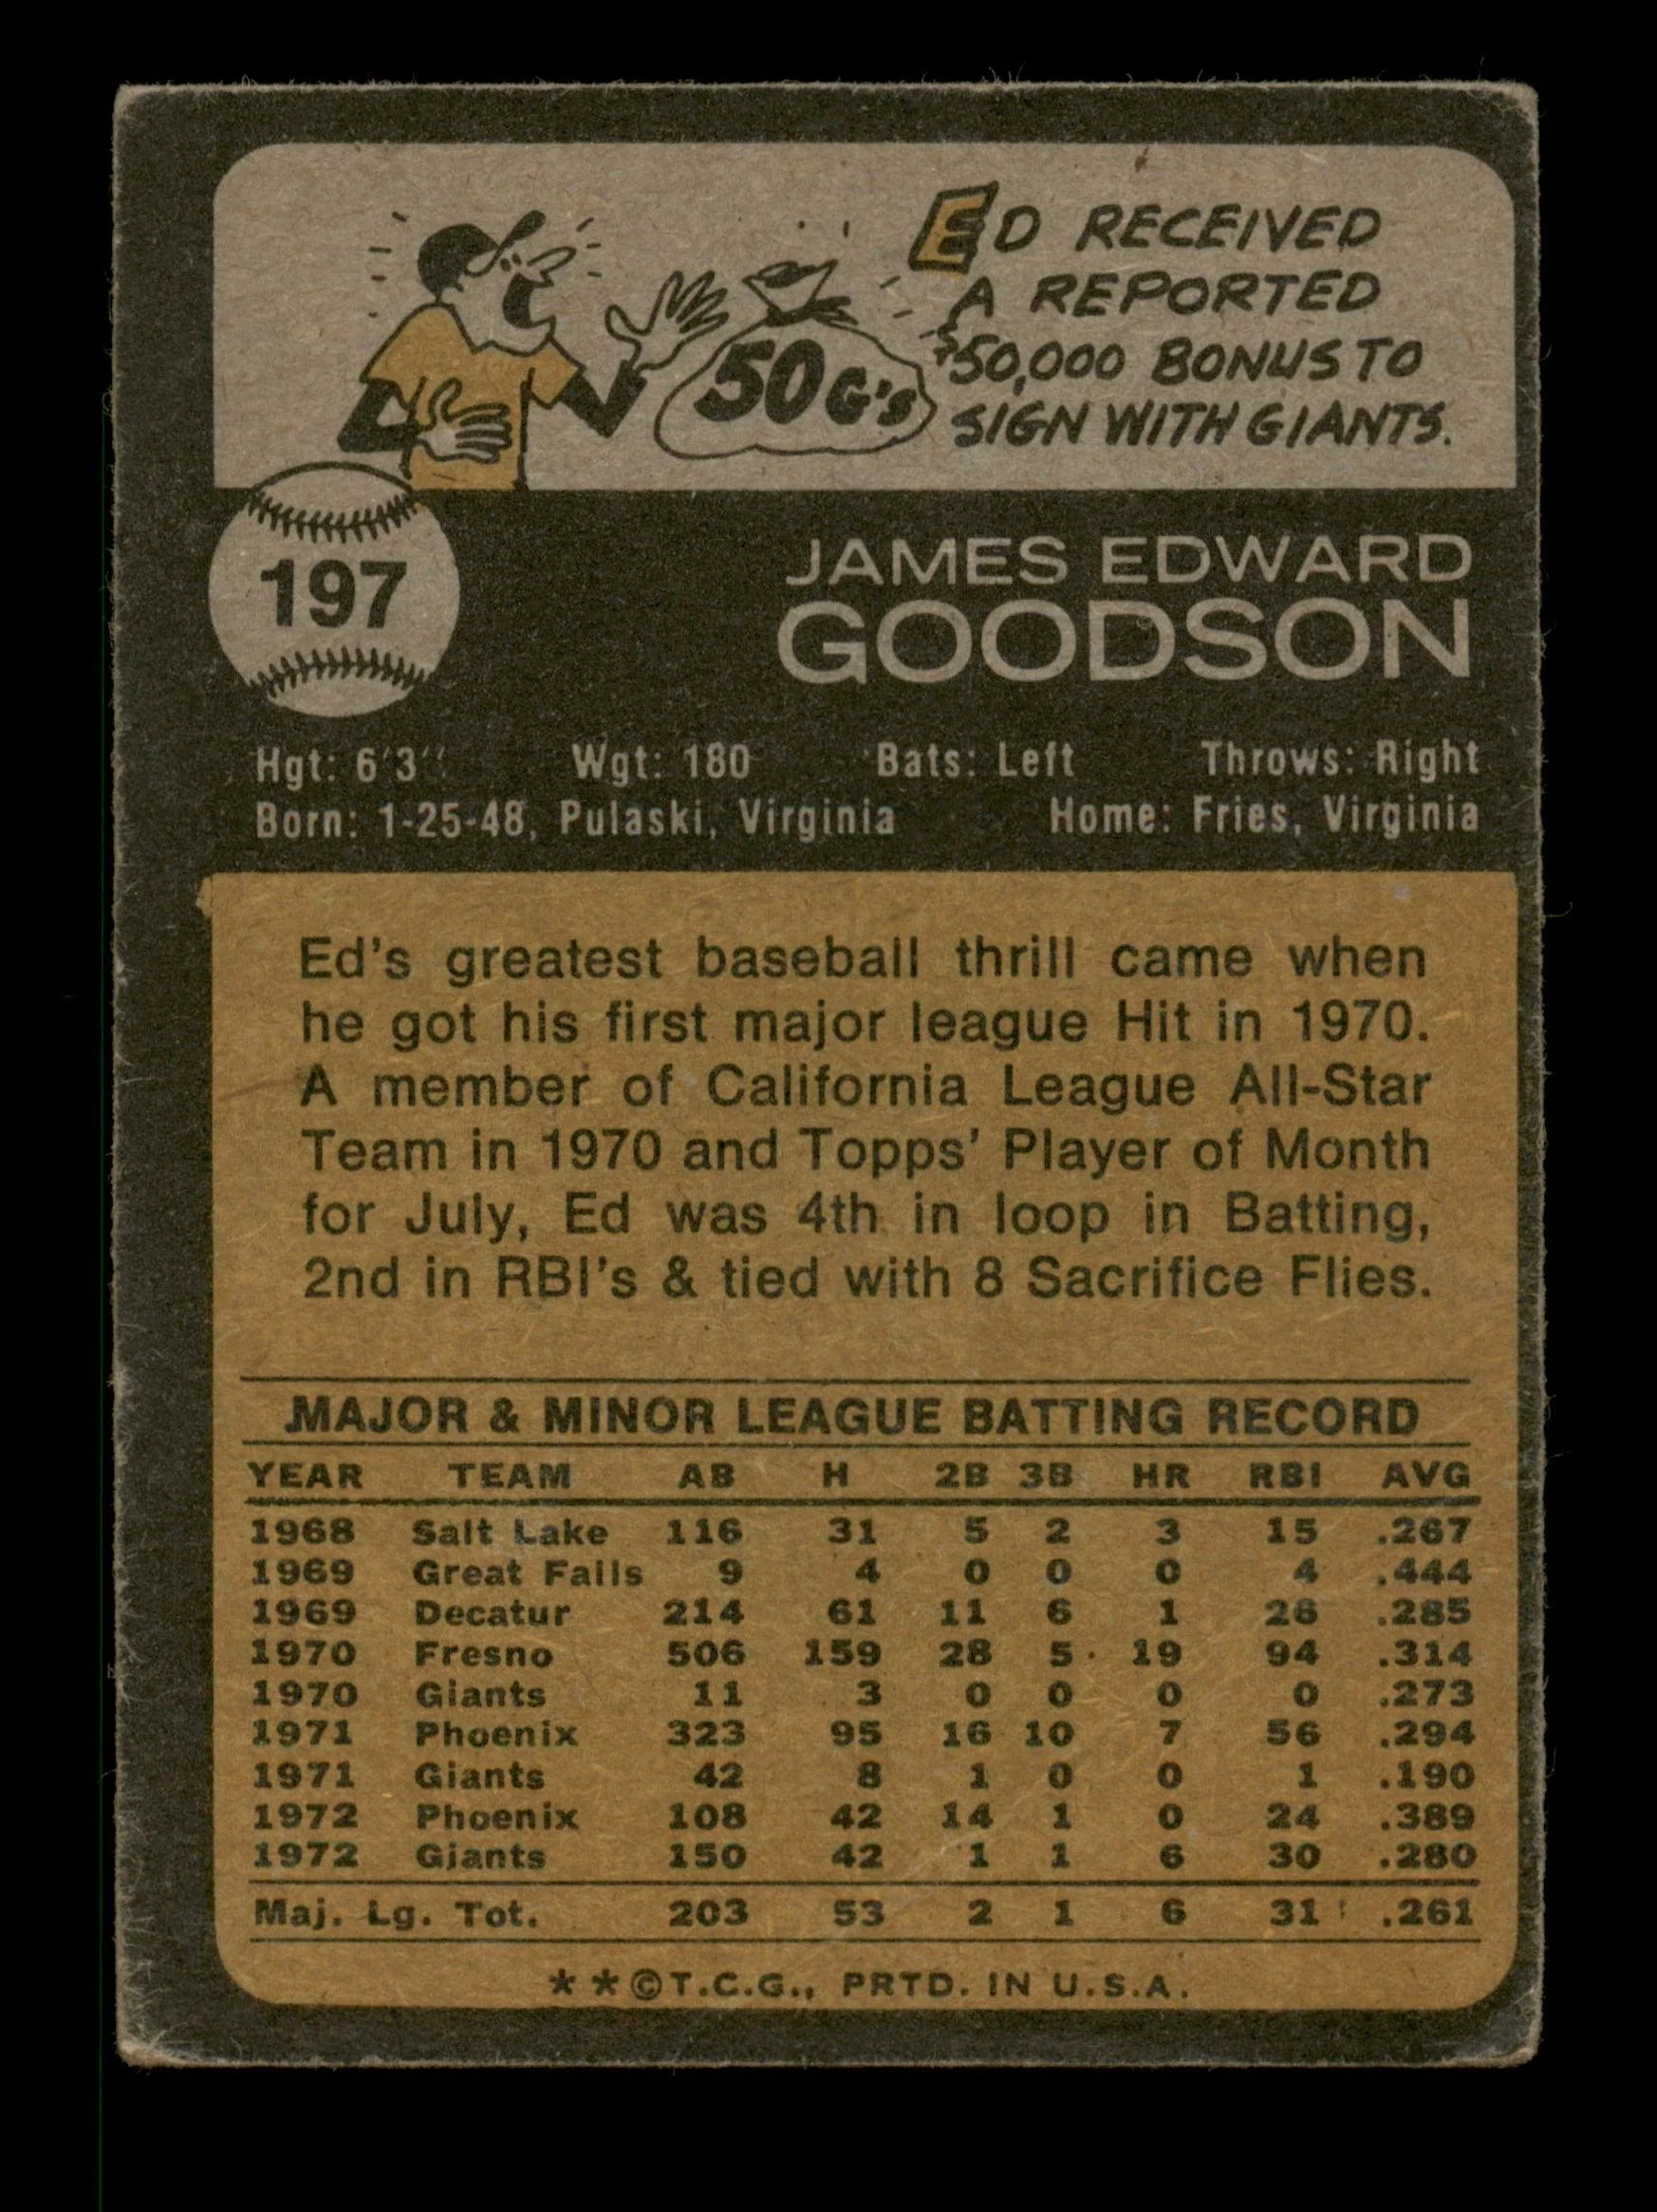 ED RECEIVED
A REPORTED
$50,000 BONUS TO
SIGN WITH GIANTS.
50 G's
197
JAMES EDWARD
GOODSON
Hgt: 6'3" Wgt: 180 Bats: Left Throws: Right
Born: 1-25-48, Pulaski, Virginia Home: Fries, Virginia
Ed's greatest baseball thrill came when
he got his first major league Hit in 1970.
A member of California League All-Star
Team in 1970 and Topps' Player of Month
for July, Ed was 4th in loop in Batting,
2nd in RBI's & tied with 8 Sacrifice Flies.
MAJOR & MINOR LEAGUE BATTING RECORD
YEAR TEAM AB H 2B 3B HR RBI AVG
1968 Salt Lake 116 31 5 2 3 15 .267
1969 Great Falls 9 4 0 0 0 4 .444
1969 Decatur 214 61 11 6 1 26 .285
1970 Fresno 506 159 28 5 19 94 .314
1970 Giants 11 3 0 0 0 0 .273
1971 Phoenix 323 95 16 10 7 56 .294
1971 Giants 42 8 1 0 0 1 .190
1972 Phoenix 108 42 14 1 0 24 .389
1972 Giants 150 42 1 1 6 30 .280
Maj. Lg. Tot. 203 53 2 1 6 31 .261
**©T.C.G., PRTD. IN U.S.A.